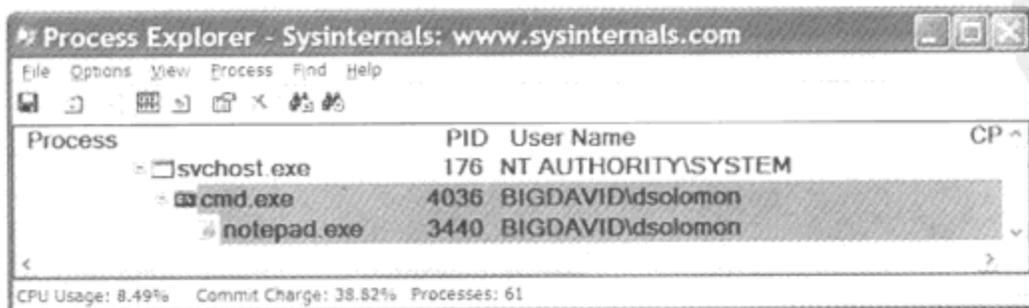 Process Explorer - Sysinternals: www.sysinternals.com
File Options View Process Find Help
Process PID User Name CP
svchost.exe 176 NT AUTHORITY\SYSTEM
cmd.exe 4036 BIGDAVID\dsolomon
notepad.exe 3440 BIGDAVID\dsolomon
CPU Usage: 8.49% Commit Charge: 38.82% Processes: 61